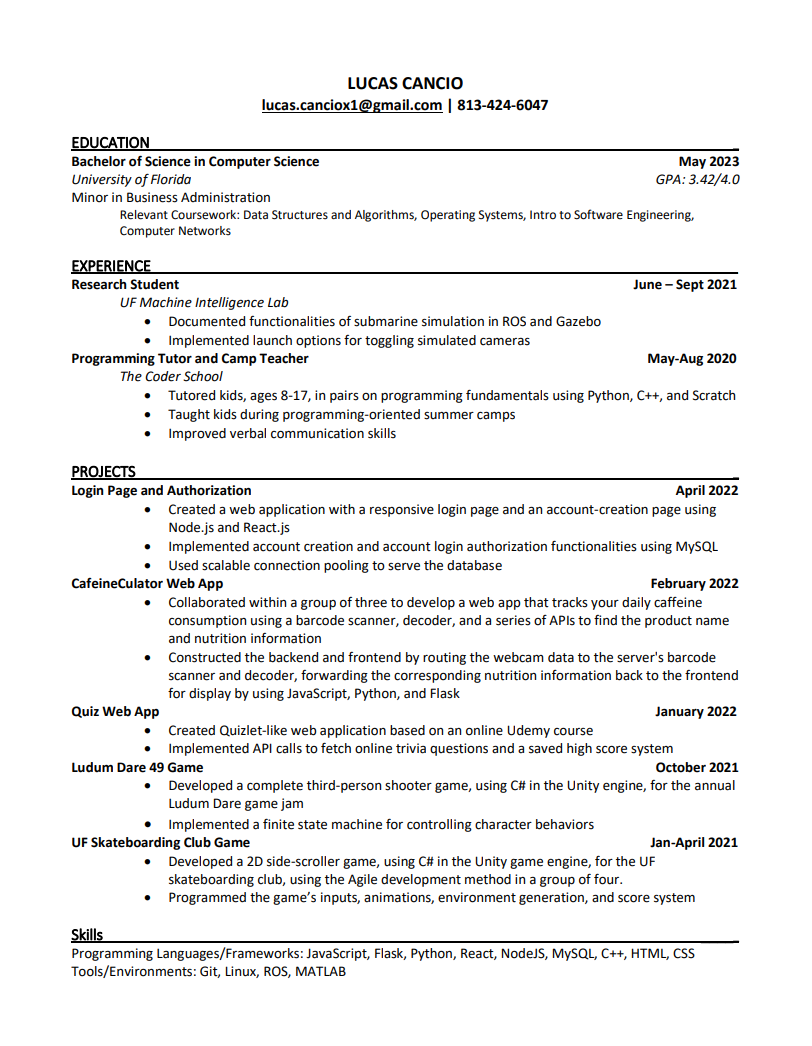 LUCAS CANCIO
lucas.canciox1@gmail.com | 813-424-6047
EDUCATION
Bachelor of Science in Computer Science May 2023
University of Florida GPA: 3.42/4.0
Minor in Business Administration
Relevant Coursework: Data Structures and Algorithms, Operating Systems, Intro to Software Engineering,
Computer Networks
EXPERIENCE
Research Student June – Sept 2021
UF Machine Intelligence Lab
• Documented functionalities of submarine simulation in ROS and Gazebo
• Implemented launch options for toggling simulated cameras
Programming Tutor and Camp Teacher May-Aug 2020
The Coder School
• Tutored kids, ages 8-17, in pairs on programming fundamentals using Python, C++, and Scratch
• Taught kids during programming-oriented summer camps
• Improved verbal communication skills
PROJECTS
Login Page and Authorization April 2022
• Created a web application with a responsive login page and an account-creation page using
Node.js and React.js
• Implemented account creation and account login authorization functionalities using MySQL
• Used scalable connection pooling to serve the database
CafeineCulator Web App February 2022
• Collaborated within a group of three to develop a web app that tracks your daily caffeine
consumption using a barcode scanner, decoder, and a series of APIs to find the product name
and nutrition information
• Constructed the backend and frontend by routing the webcam data to the server's barcode
scanner and decoder, forwarding the corresponding nutrition information back to the frontend
for display by using JavaScript, Python, and Flask
Quiz Web App January 2022
• Created Quizlet-like web application based on an online Udemy course
• Implemented API calls to fetch online trivia questions and a saved high score system
Ludum Dare 49 Game October 2021
• Developed a complete third-person shooter game, using C# in the Unity engine, for the annual
Ludum Dare game jam
• Implemented a finite state machine for controlling character behaviors
UF Skateboarding Club Game Jan-April 2021
• Developed a 2D side-scroller game, using C# in the Unity game engine, for the UF
skateboarding club, using the Agile development method in a group of four.
• Programmed the game’s inputs, animations, environment generation, and score system
Skills
Programming Languages/Frameworks: JavaScript, Flask, Python, React, NodeJS, MySQL, C++, HTML, CSS
Tools/Environments: Git, Linux, ROS, MATLAB